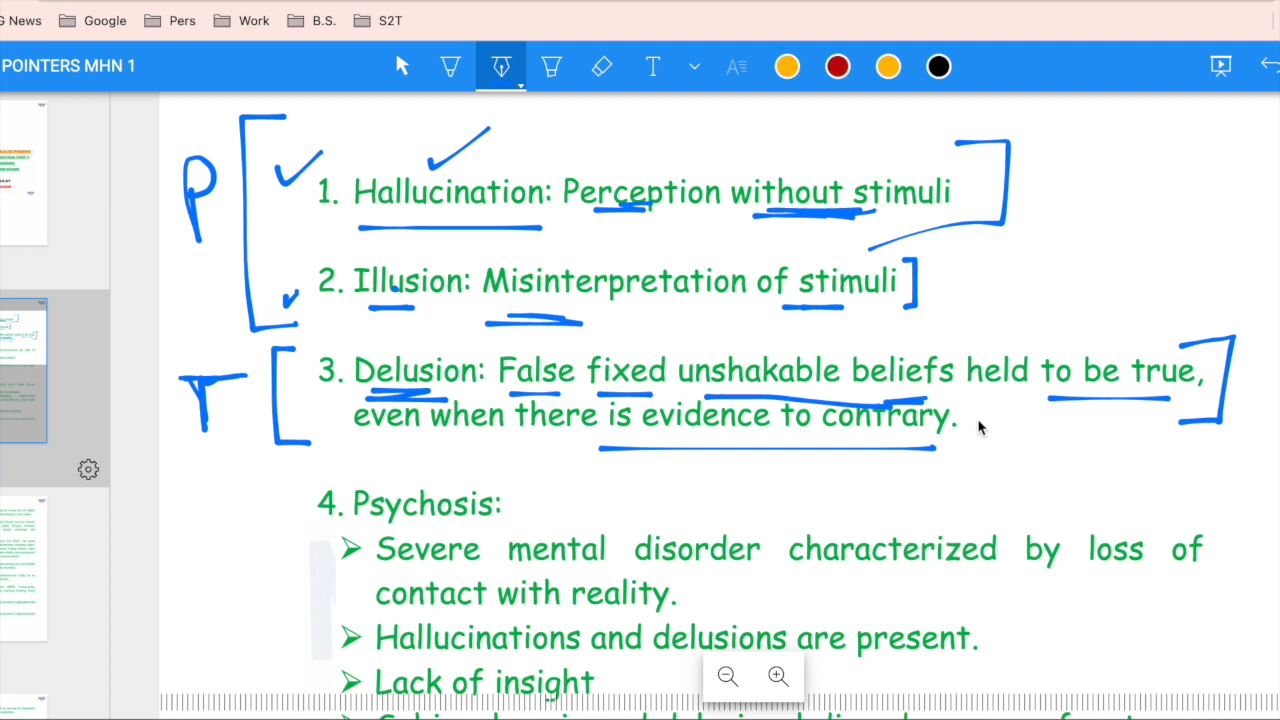 G News Google Pers Work B.S. S2T
POINTERS MHN 1
P
1. Hallucination: Perception without stimuli
2. Illusion: Misinterpretation of stimuli
T
3. Delusion: False fixed unshakable beliefs held to be true,
even when there is evidence to contrary.
4. Psychosis:
➢ Severe mental disorder characterized by loss of
contact with reality.
➢ Hallucinations and delusions are present.
➢ Lack of insight